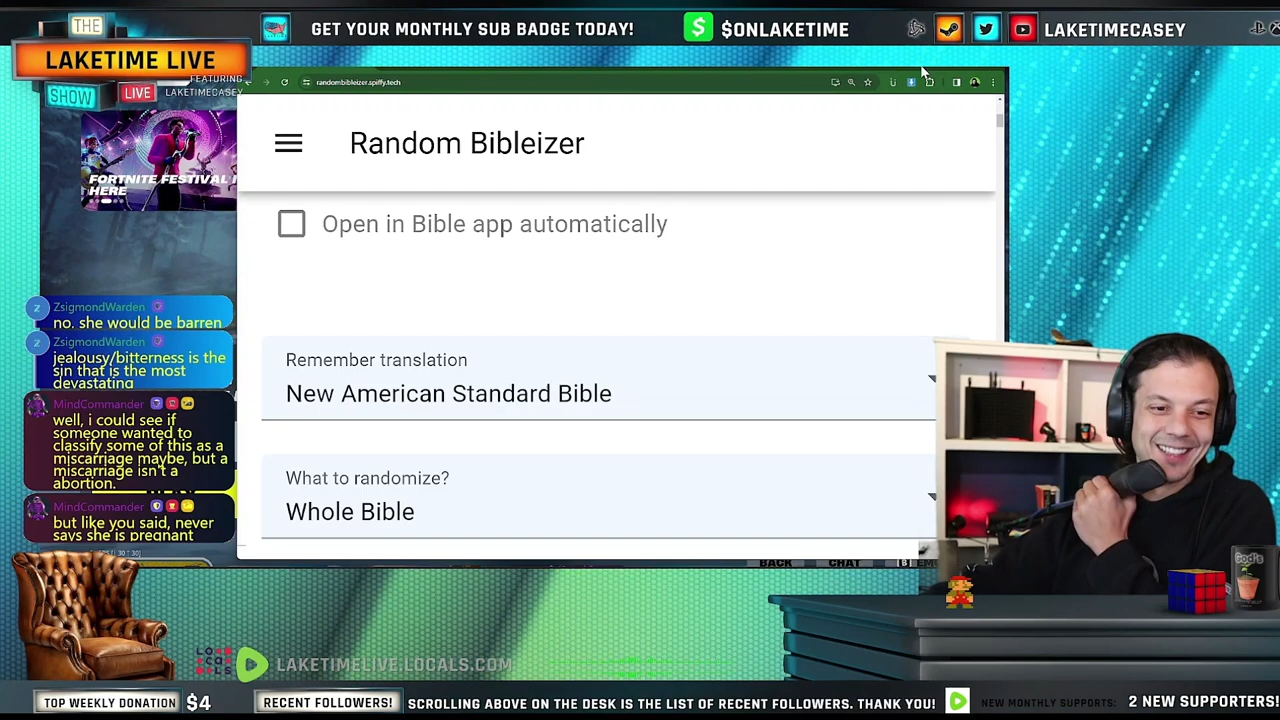 THE
LAKETIME LIVE
FEATURING
SHOW
LIVE
LAKETIMECASEY
GET YOUR MONTHLY SUB BADGE TODAY!
$ONLAKETIME
LAKETIMECASEY
randombibleizer.spiffy.tech
Random Bibleizer
Open in Bible app automatically
Remember translation
New American Standard Bible
What to randomize?
Whole Bible
FORTNITE FESTIVAL I
HERE
ZsigmondWarden
no. she would be barren
ZsigmondWarden
jealousy/bitterness is the
sin that is the most
devastating
MindCommander
well, i could see if
someone wanted to
classify some of this as a
miscarriage maybe, but a
miscarriage isn't a
abortion.
MindCommander
but like you said, never
says she is pregnant
BACK
CHAT
God's
LAKETIMELIVE.LOCALS.COM
TOP WEEKLY DONATION
$4
RECENT FOLLOWERS!
SCROLLING ABOVE ON THE DESK IS THE LIST OF RECENT FOLLOWERS. THANK YOU!
NEW MONTHLY SUPPORTS:
2 NEW SUPPORTERS!